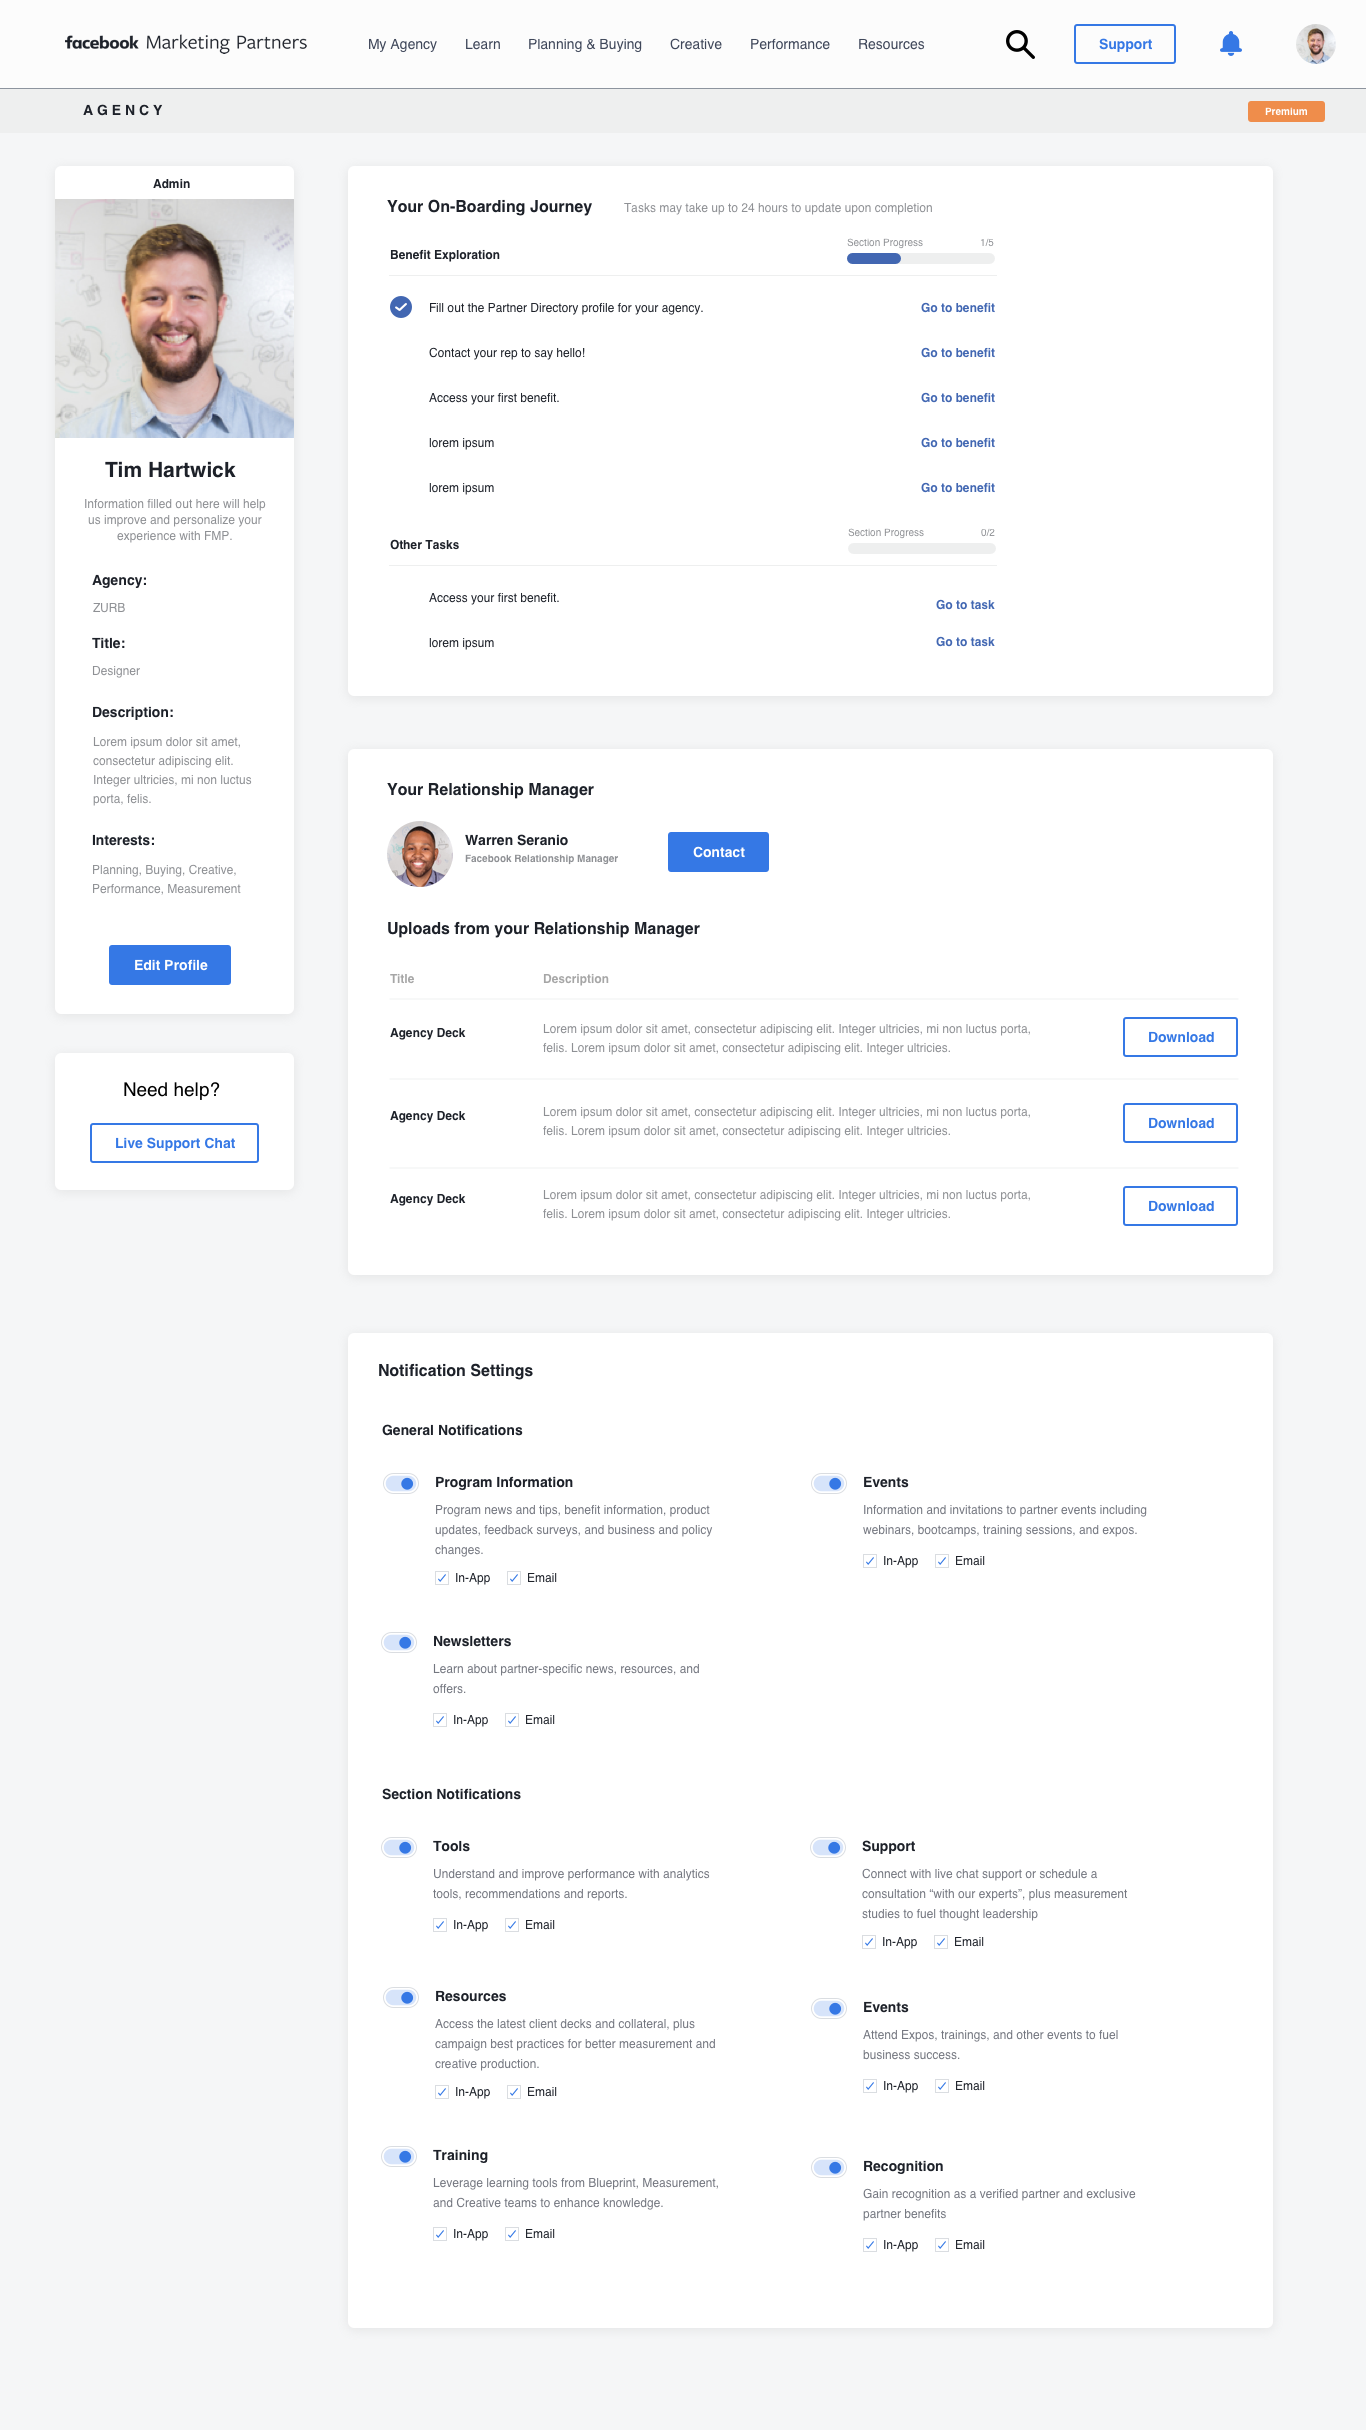 facebook Marketing Partners
My Agency Learn Planning & Buying Creative Performance Resources Support
AGENCY
Premium
Admin
Tim Hartwick
Information filled out here will help
us improve and personalize your
experience with FMP.
Agency:
ZURB
Title:
Designer
Description:
Lorem ipsum dolor sit amet,
consectetur adipiscing elit.
Integer ultricies, mi non luctus
porta, felis.
Interests:
Planning, Buying, Creative,
Performance, Measurement
Edit Profile
Need help?
Live Support Chat
Your On-Boarding Journey Tasks may take up to 24 hours to update upon completion
Section Progress 1/5
Benefit Exploration
Fill out the Partner Directory profile for your agency. Go to benefit
Contact your rep to say hello! Go to benefit
Access your first benefit. Go to benefit
lorem ipsum Go to benefit
lorem ipsum Go to benefit
Section Progress 0/2
Other Tasks
Access your first benefit. Go to task
lorem ipsum Go to task
Your Relationship Manager
Warren Seranio
Facebook Relationship Manager
Contact
Uploads from your Relationship Manager
Title Description
Agency Deck
Lorem ipsum dolor sit amet, consectetur adipiscing elit. Integer ultricies, mi non luctus porta,
felis. Lorem ipsum dolor sit amet, consectetur adipiscing elit. Integer ultricies.
Download
Agency Deck
Lorem ipsum dolor sit amet, consectetur adipiscing elit. Integer ultricies, mi non luctus porta,
felis. Lorem ipsum dolor sit amet, consectetur adipiscing elit. Integer ultricies.
Download
Agency Deck
Lorem ipsum dolor sit amet, consectetur adipiscing elit. Integer ultricies, mi non luctus porta,
felis. Lorem ipsum dolor sit amet, consectetur adipiscing elit. Integer ultricies.
Download
Notification Settings
General Notifications
Program Information
Program news and tips, benefit information, product
updates, feedback surveys, and business and policy
changes.
In-App Email
Events
Information and invitations to partner events including
webinars, bootcamps, training sessions, and expos.
In-App Email
Newsletters
Learn about partner-specific news, resources, and
offers.
In-App Email
Section Notifications
Tools
Understand and improve performance with analytics
tools, recommendations and reports.
In-App Email
Support
Connect with live chat support or schedule a
consultation “with our experts”, plus measurement
studies to fuel thought leadership
In-App Email
Resources
Access the latest client decks and collateral, plus
campaign best practices for better measurement and
creative production.
In-App Email
Events
Attend Expos, trainings, and other events to fuel
business success.
In-App Email
Training
Leverage learning tools from Blueprint, Measurement,
and Creative teams to enhance knowledge.
In-App Email
Recognition
Gain recognition as a verified partner and exclusive
partner benefits
In-App Email